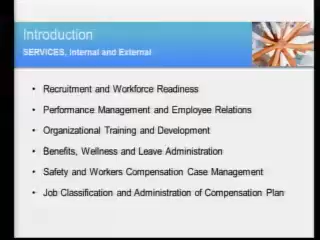 Introduction
SERVICES, Internal and External
• Recruitment and Workforce Readiness
• Performance Management and Employee Relations
• Organizational Training and Development
• Benefits, Wellness and Leave Administration
• Safety and Workers Compensation Case Management
• Job Classification and Administration of Compensation Plan